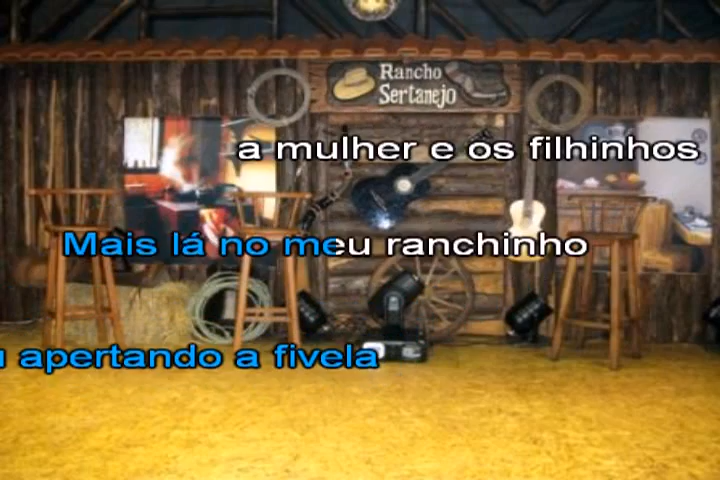 Rancho
Sertanejo
a mulher e os filhinhos
Mais lá no meu ranchinho
u apertando a fivela